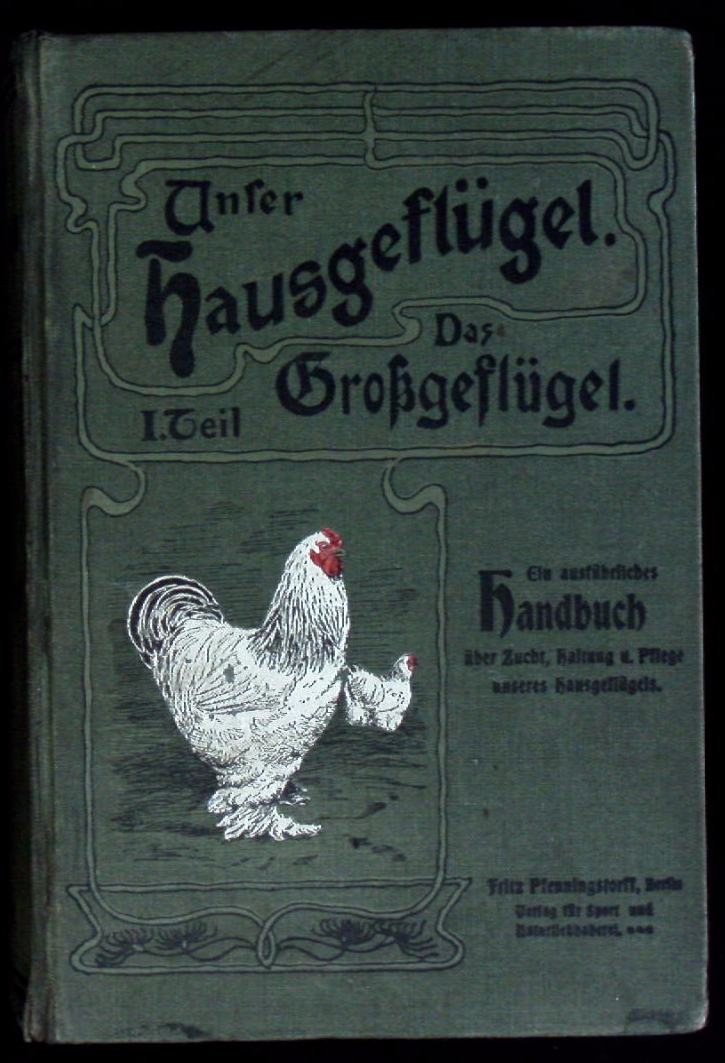 Unser
Hausgeflügel.
Das
Großgeflügel.
I. Teil
Ein ausführliches
Handbuch
über Zucht, Haltung u. Pflege
unseres Hausgeflügels.
Fritz Pfenningstorff, Berlin
Verlag für Sport und
Naturliebhaberei.